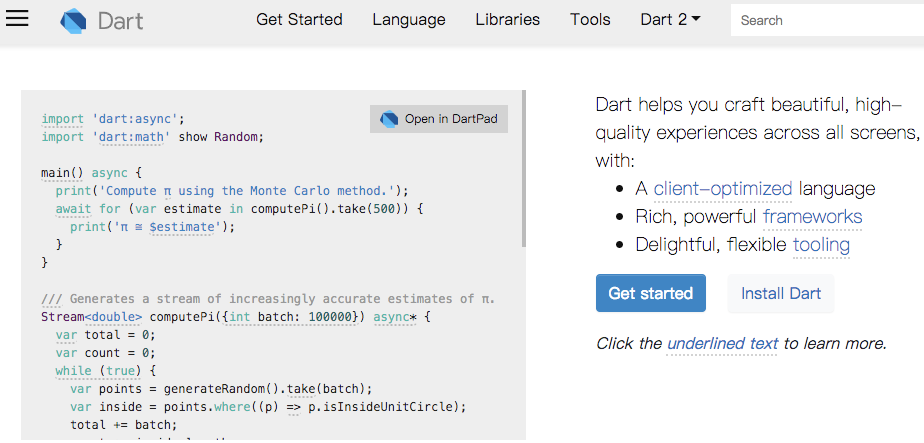 Dart
Get Started
Language
Libraries
Tools
Dart 2
Search
import 'dart:async';
import 'dart:math' show Random;
Open in DartPad
main() async {
print('Compute π using the Monte Carlo method.');
await for (var estimate in computePi().take(500)) {
print('π ≅ $estimate');
}
}
/// Generates a stream of increasingly accurate estimates of π.
Stream<double> computePi({int batch: 100000}) async* {
var total = 0;
var count = 0;
while (true) {
var points = generateRandom().take(batch);
var inside = points.where((p) => p.isInsideUnitCircle);
total += batch;
Dart helps you craft beautiful, high-
quality experiences across all screens,
with:
• A client-optimized language
• Rich, powerful frameworks
• Delightful, flexible tooling
Get started
Install Dart
Click the underlined text to learn more.